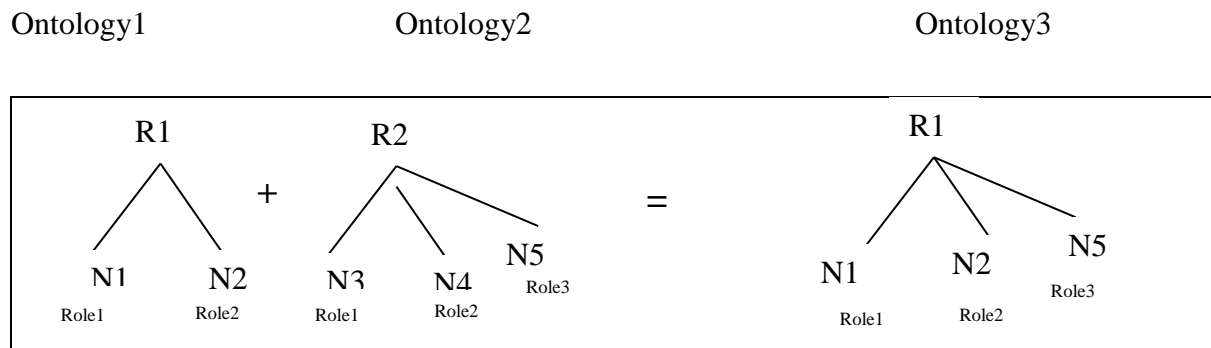 Ontology1 Ontology2 Ontology3
R1 R2 R1
+ =
N1 N2 N3 N4 N5 N1 N2 N5
Role1 Role2 Role1 Role2 Role3 Role1 Role2 Role3